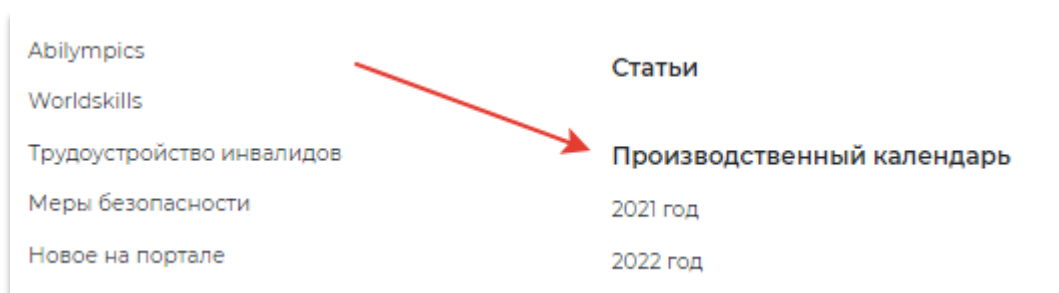 Abilympics
Worldskills
Трудоустройство инвалидов
Меры безопасности
Новое на портале
Статьи
Производственный календарь
2021 год
2022 год